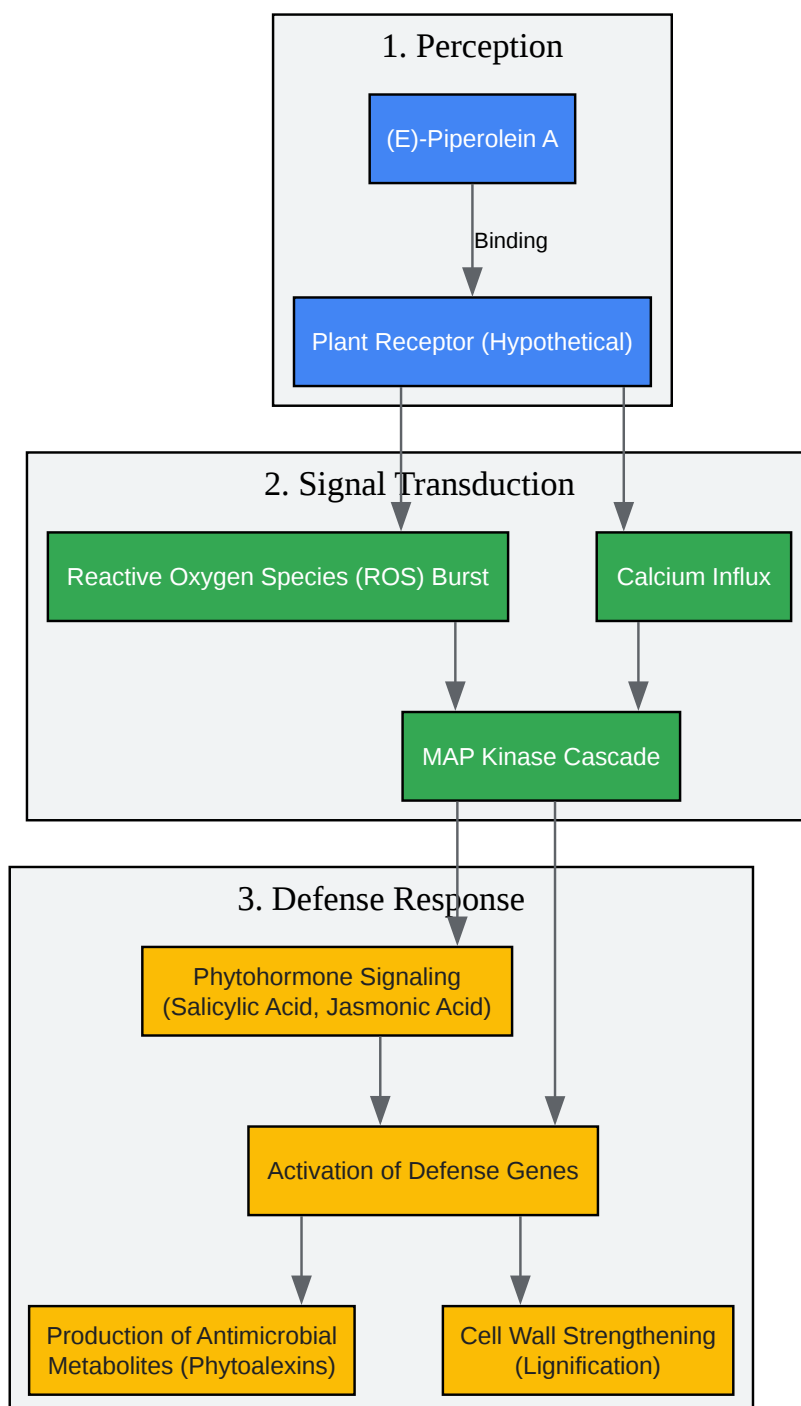 1. Perception
(E)-Piperolein A
Binding
Plant Receptor (Hypothetical)
2. Signal Transduction
Reactive Oxygen Species (ROS) Burst
Calcium Influx
MAP Kinase Cascade
3. Defense Response
Phytohormone Signaling
(Salicylic Acid, Jasmonic Acid)
Activation of Defense Genes
Production of Antimicrobial
Metabolites (Phytoalexins)
Cell Wall Strengthening
(Lignification)